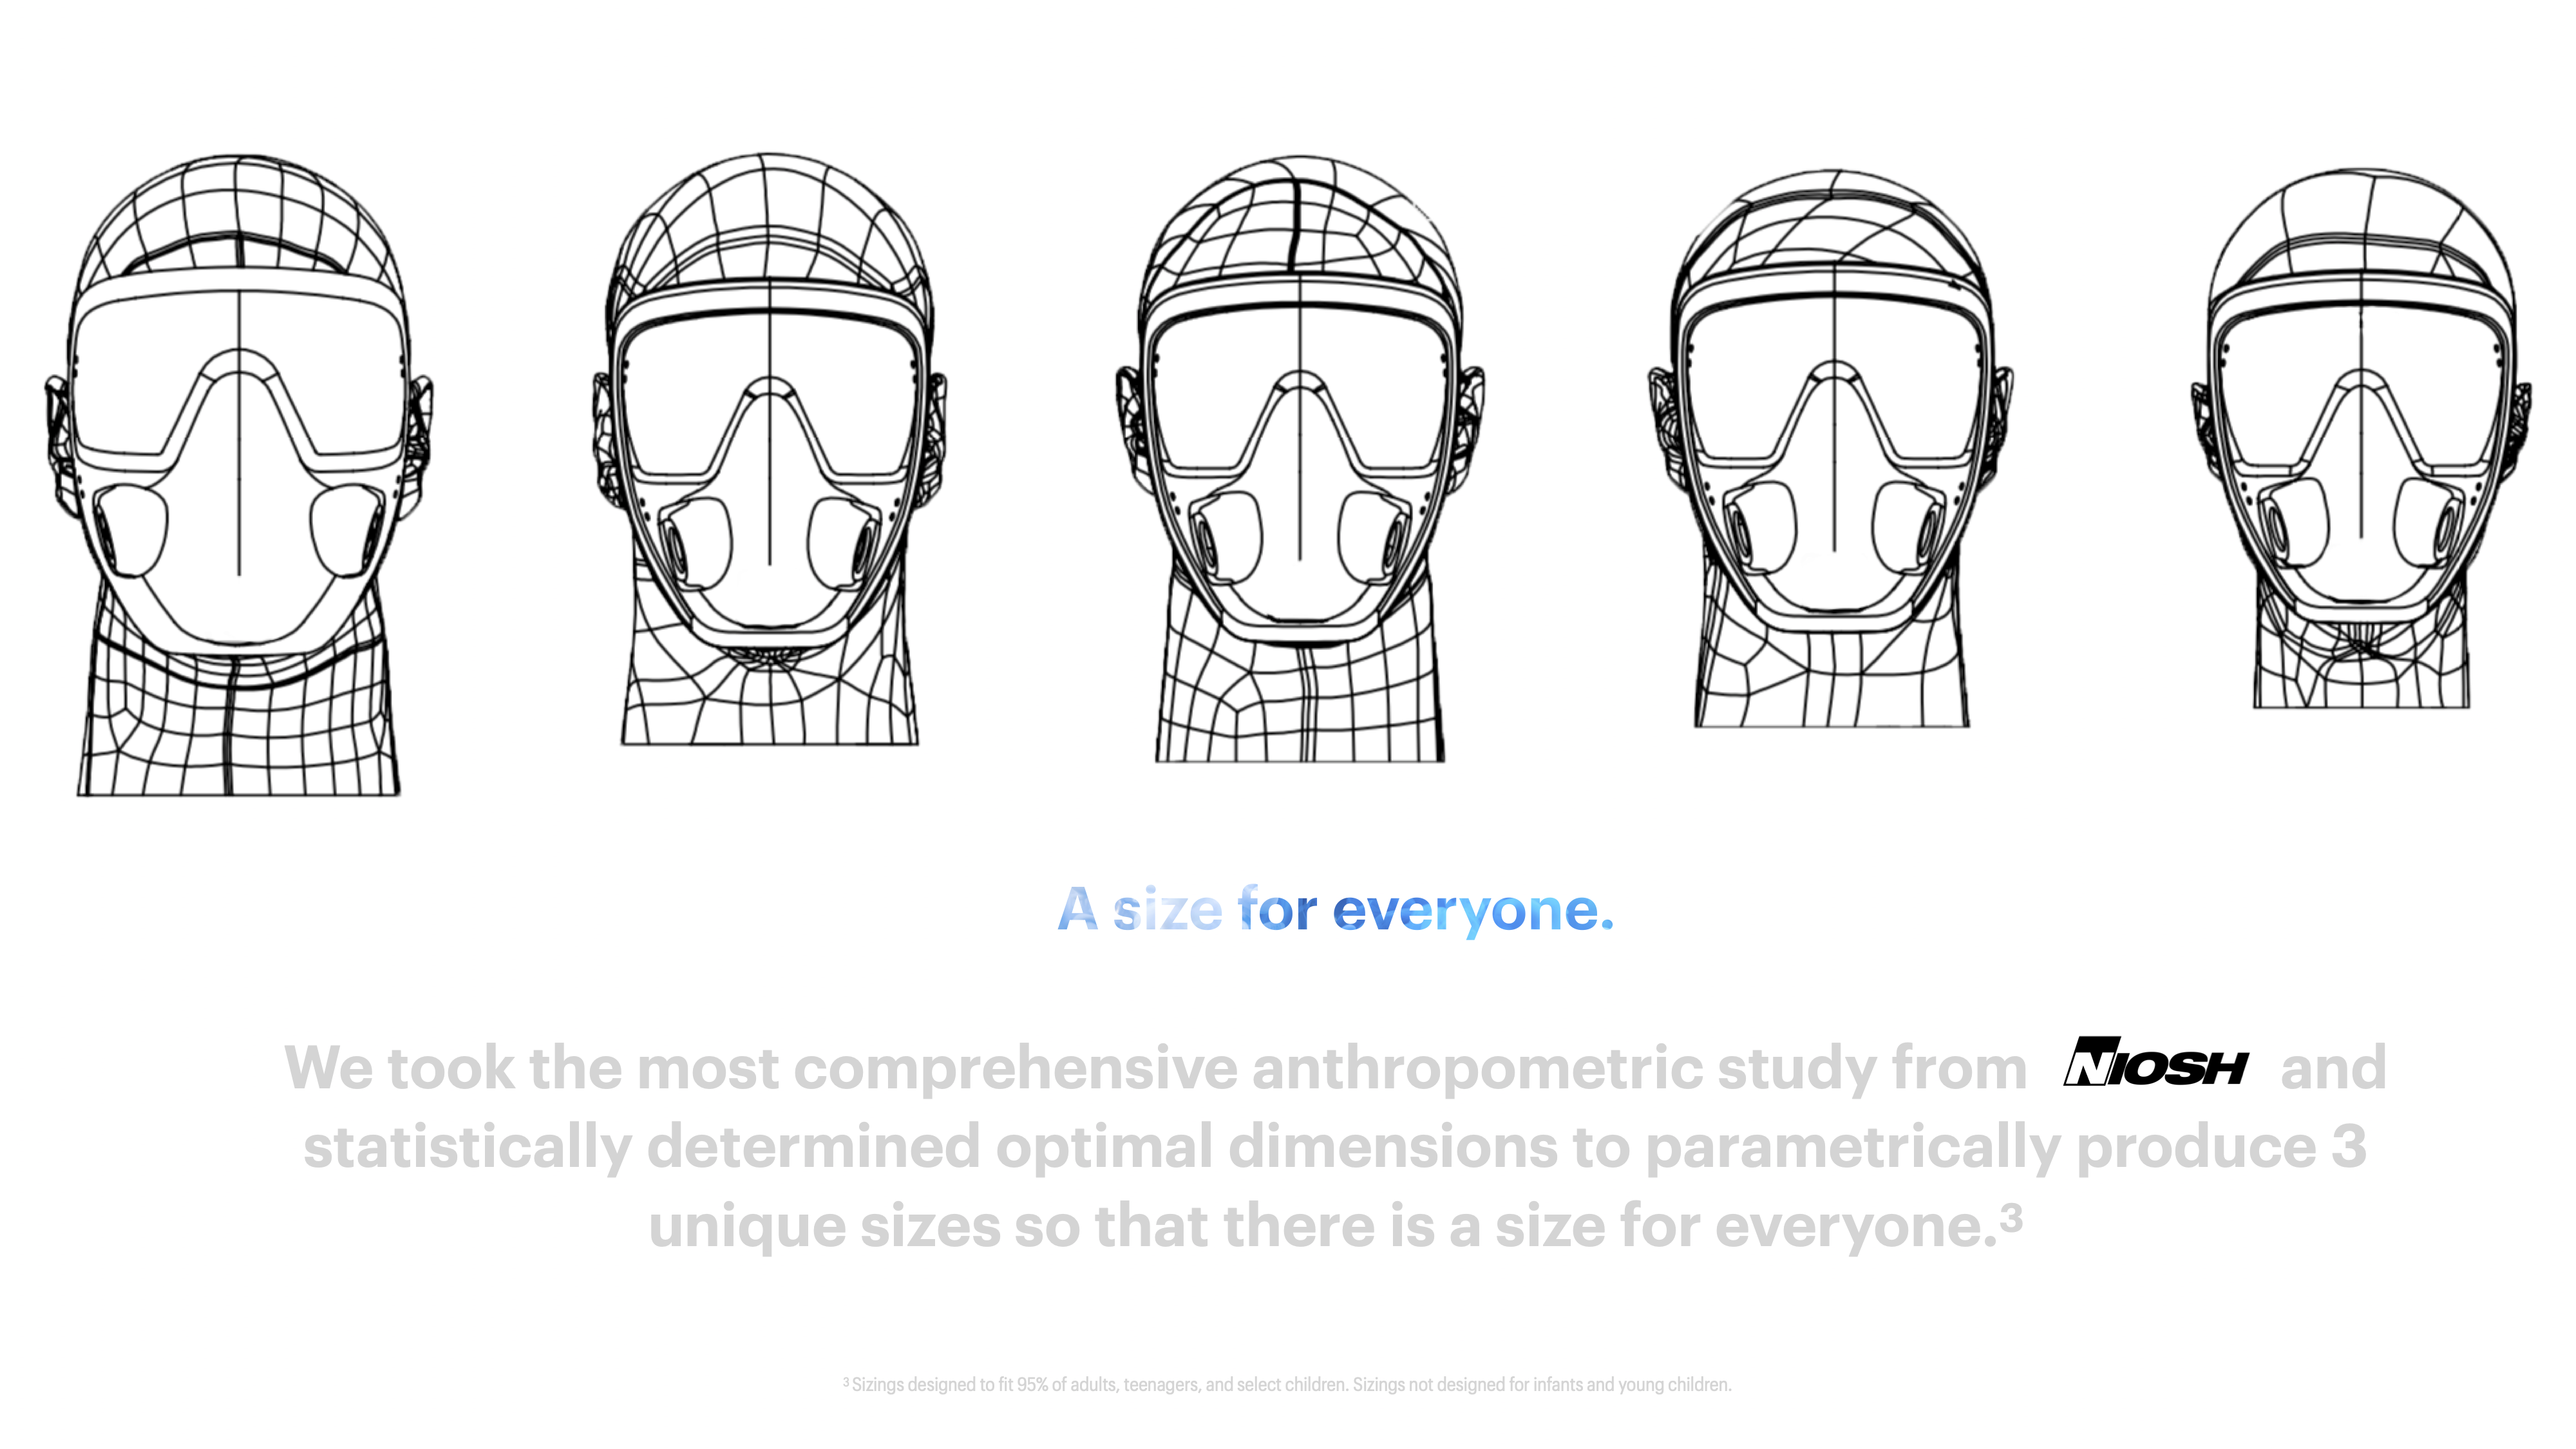 A size for everyone.
We took the most comprehensive anthropometric study from NIOSH and
statistically determined optimal dimensions to parametrically produce 3
unique sizes so that there is a size for everyone.³
³ Sizings designed to fit 95% of adults, teenagers, and select children. Sizings not designed for infants and young children.